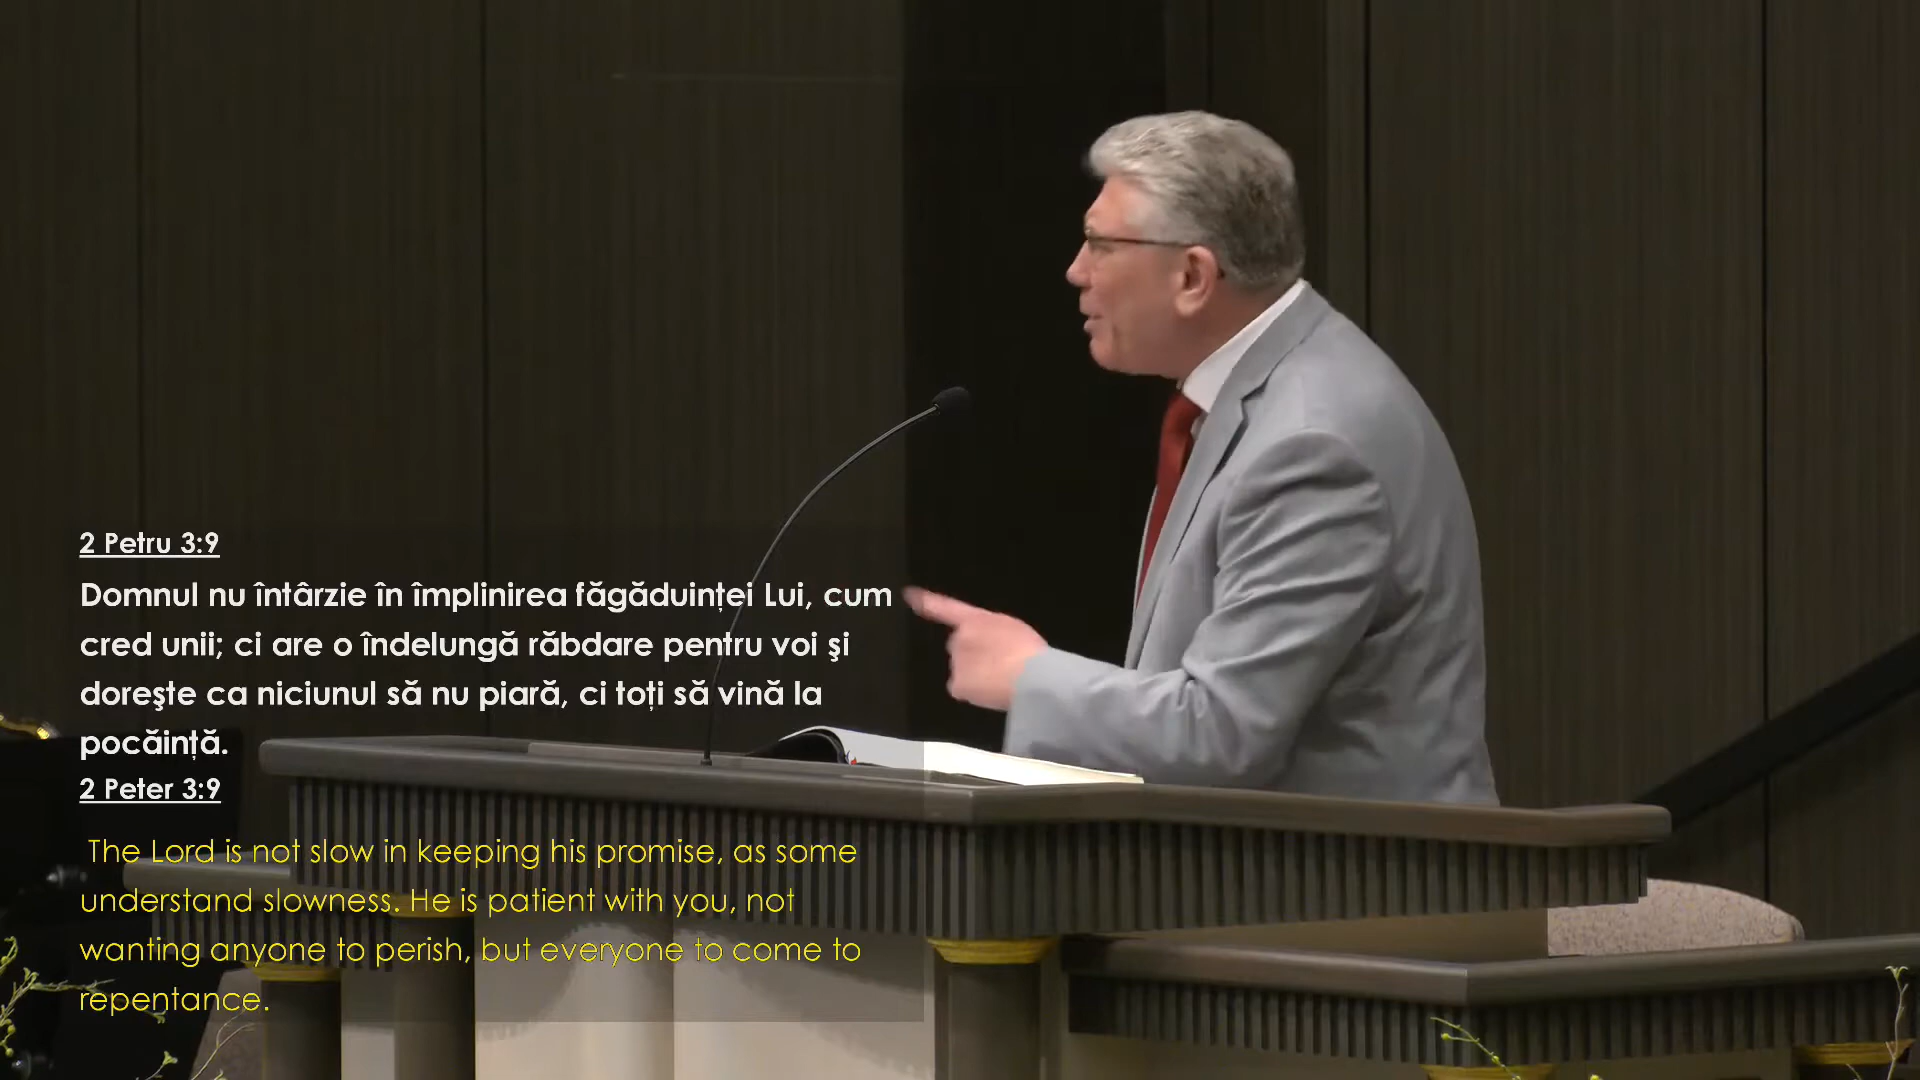 2 Petru 3:9
Domnul nu întârzie în împlinirea făgăduinței Lui, cum
cred unii; ci are o îndelungă răbdare pentru voi şi
doreşte ca niciunul să nu piară, ci toți să vină la
pocăință.
2 Peter 3:9
The Lord is not slow in keeping his promise, as some
understand slowness. He is patient with you, not
wanting anyone to perish, but everyone to come to
repentance.